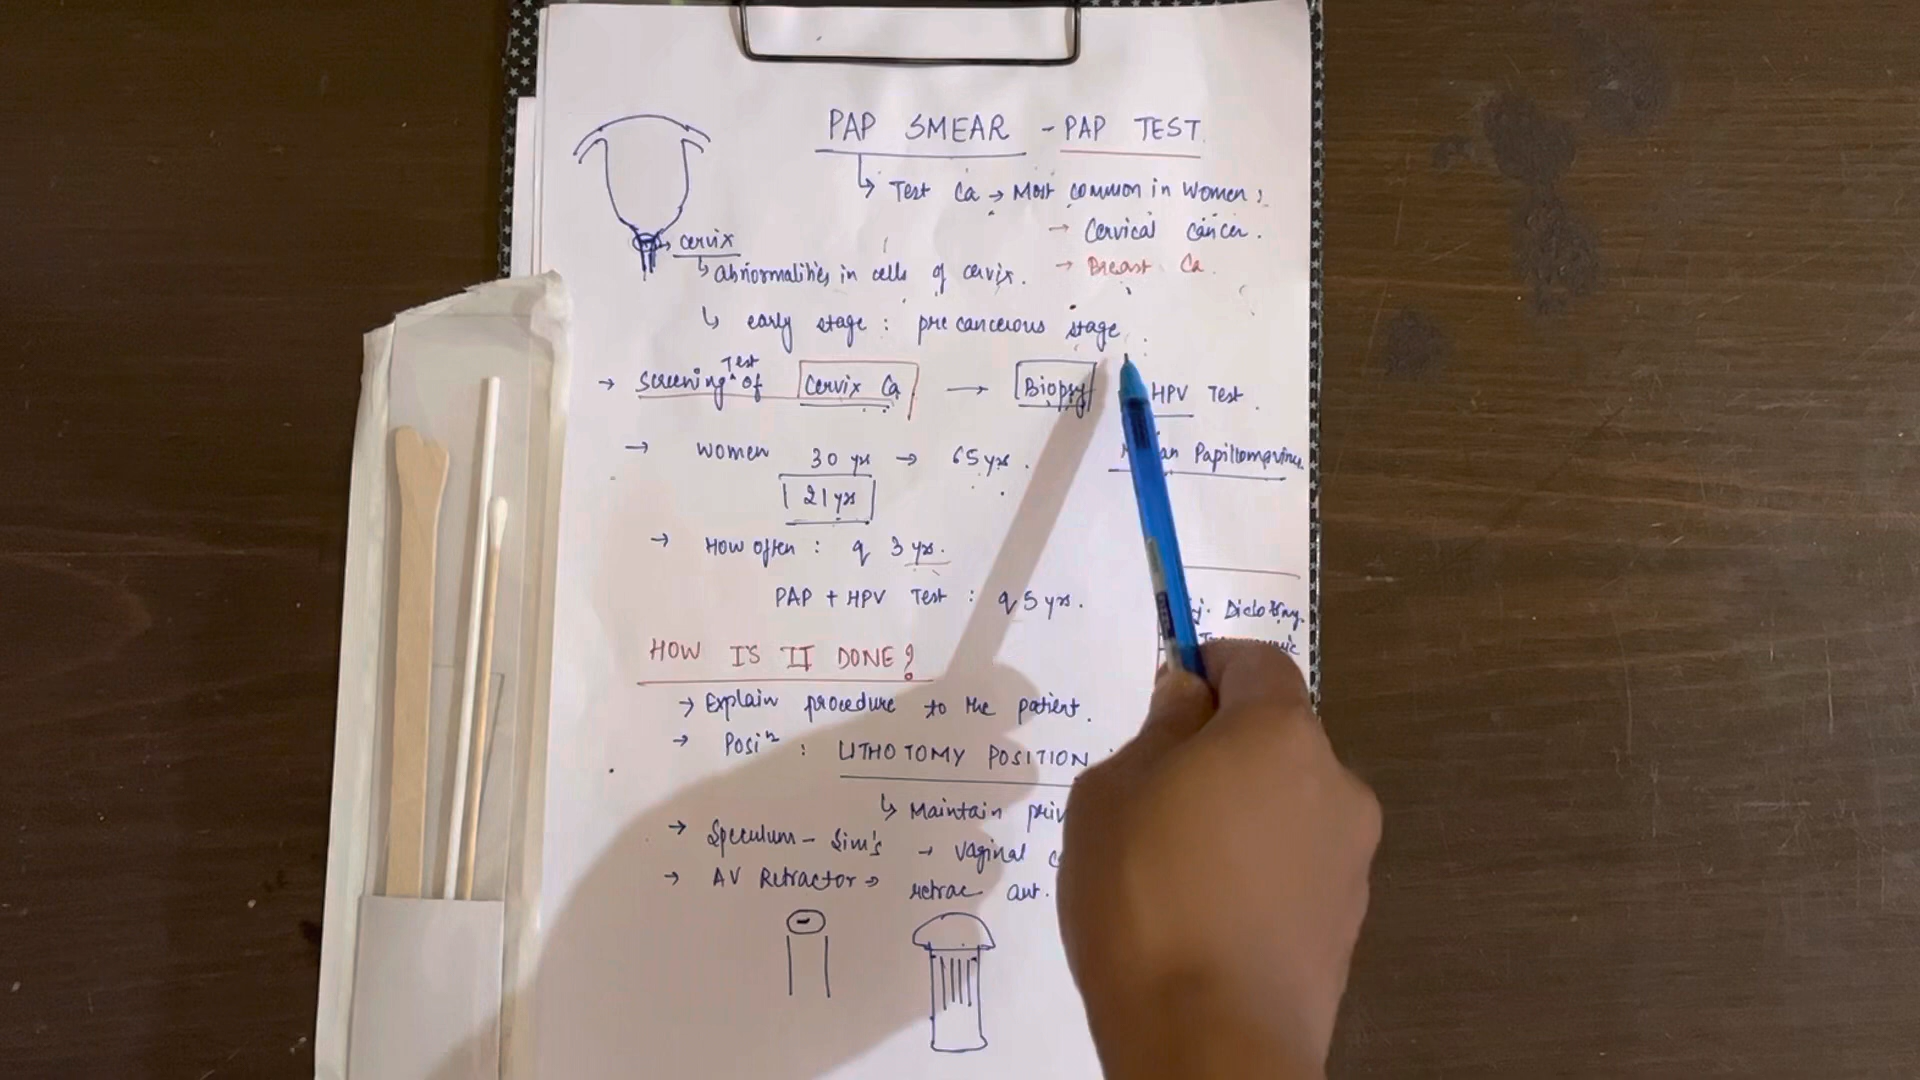 PAP SMEAR - PAP TEST.
↳ Test Ca → Most common in Women:
→ Cervical cancer.
→ Breast Ca.
→ cervix
↳ abnormalities in cells of cervix.
↳ early stage : pre cancerous stage.
→ Screening Test of Cervix Ca → Biopsy HPV Test.
→ Women 30 yrs → 65 yrs.
Papillomavirus
21 yrs
→ How often : q 3 yrs.
PAP + HPV Test : q 5 yrs.
HOW IS IT DONE?
→ Explain procedure to the patient.
→ Posiⁿ : LITHOTOMY POSITION
↳ Maintain
→ Speculum - Sim's → Vaginal
→ AV Retractor → retrac ant.